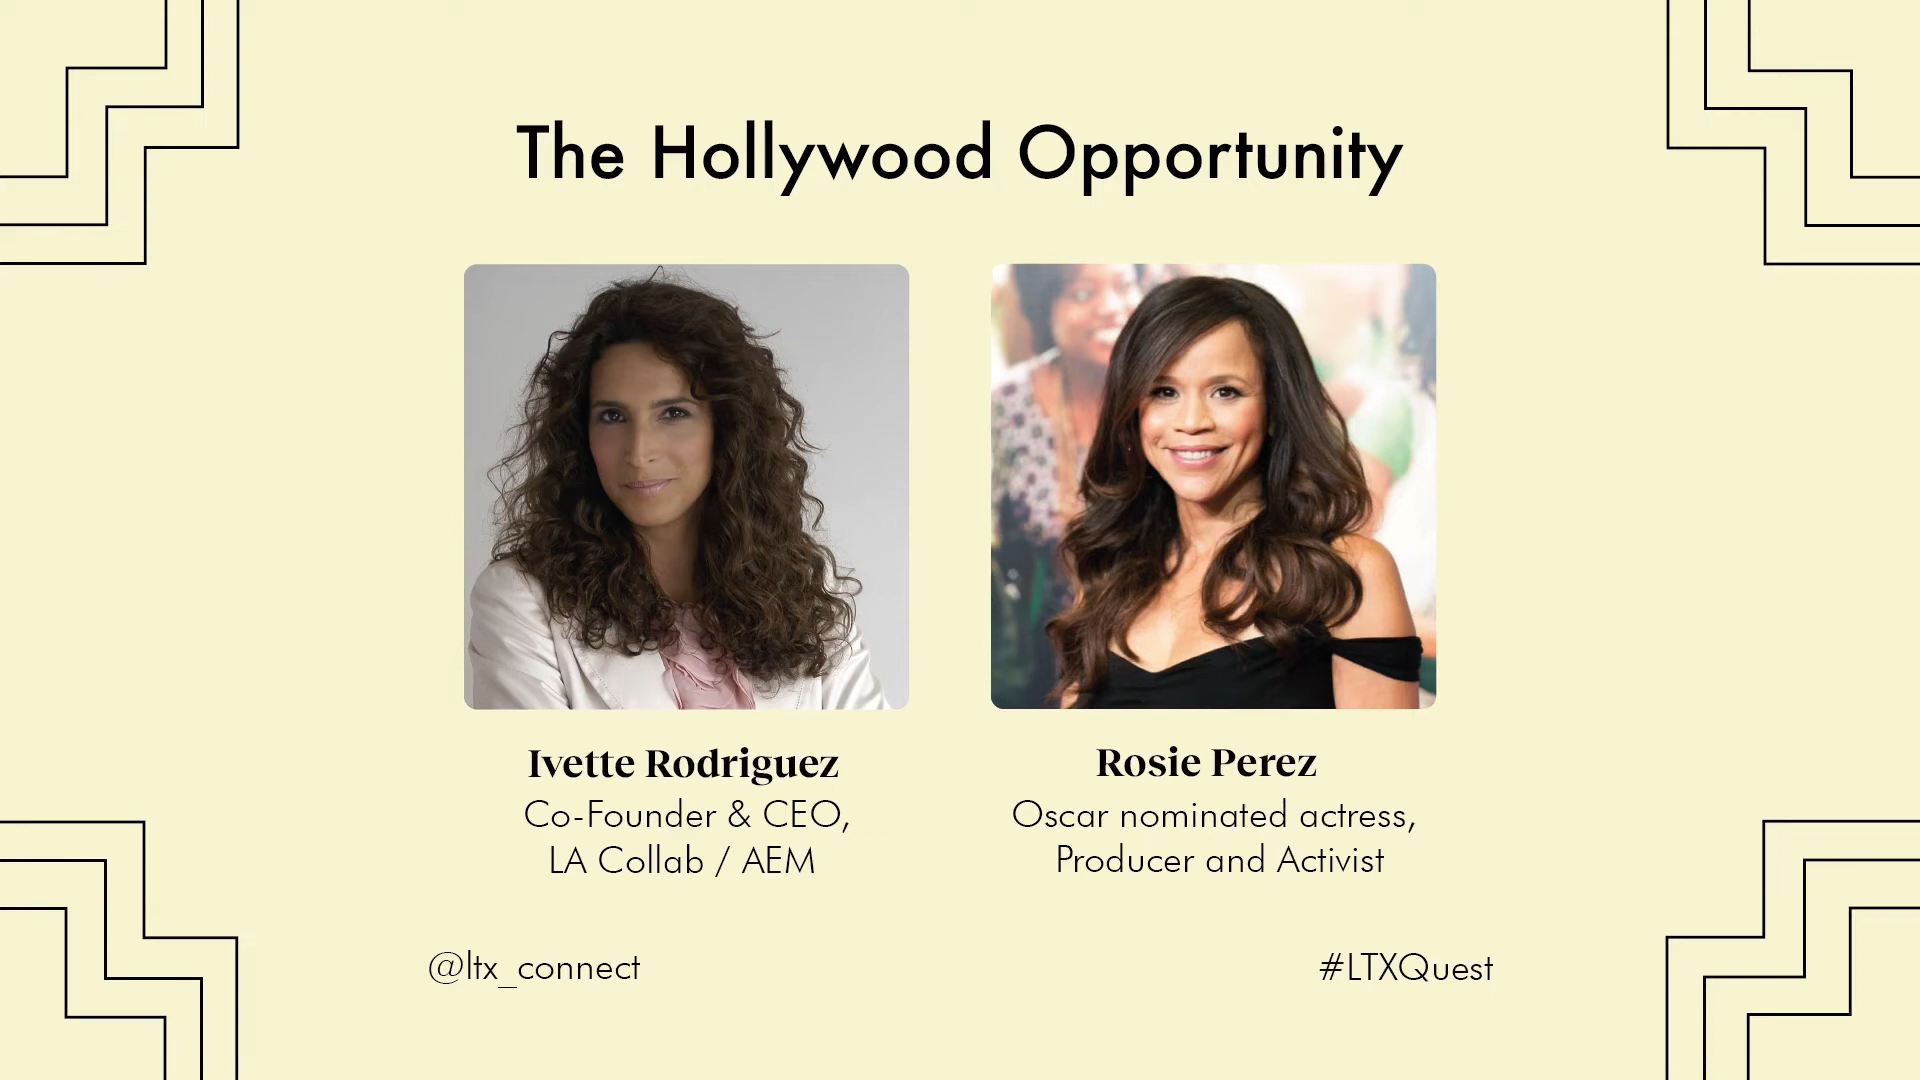 The Hollywood Opportunity
Ivette Rodriguez
Co-Founder & CEO,
LA Collab / AEM
Rosie Perez
Oscar nominated actress,
Producer and Activist
@ltx_connect
#LTXQuest